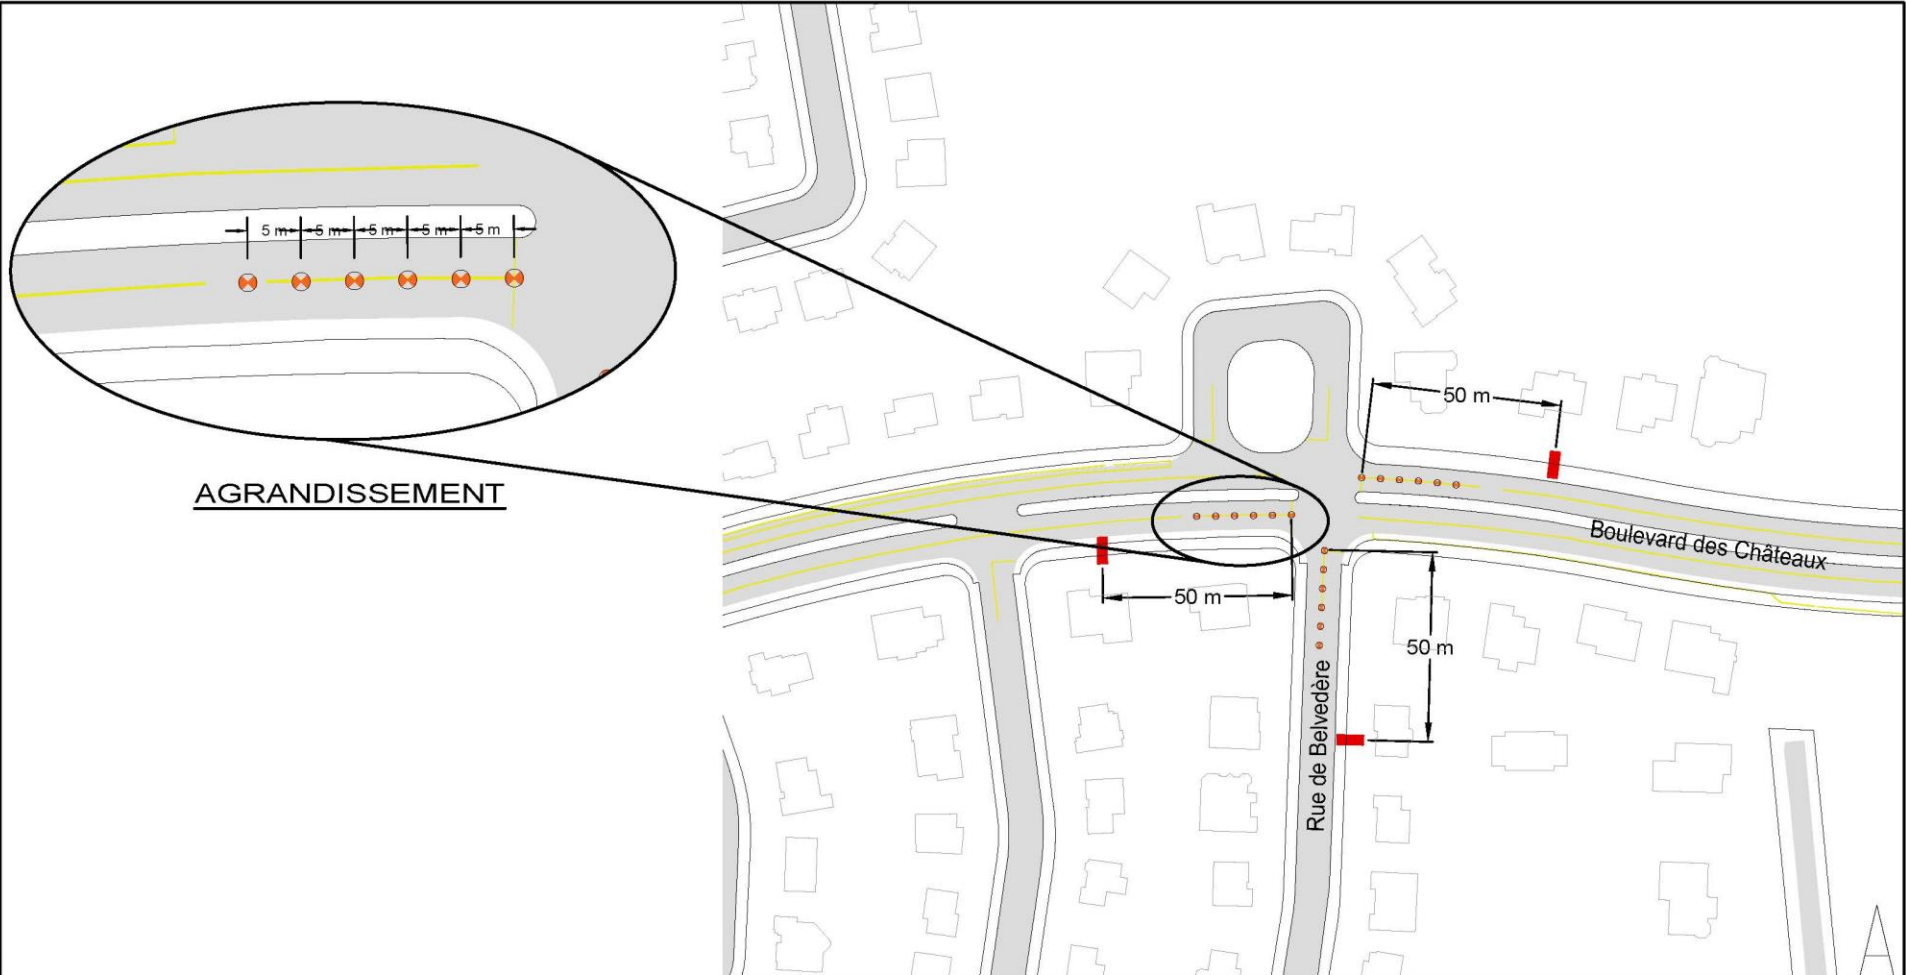 5 m 5 m 5 m 5 m 5 m
AGRANDISSEMENT
50 m
Boulevard des Châteaux
50 m
50 m
Rue de Belvedère